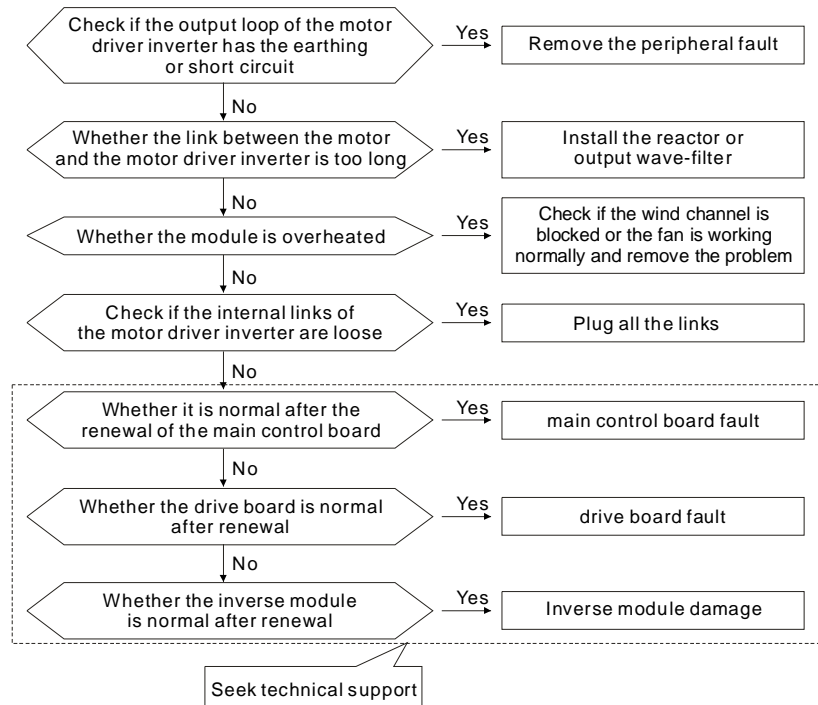 Check if the output loop of the motor
driver inverter has the earthing
or short circuit
Yes
Remove the peripheral fault
No
Whether the link between the motor
and the motor driver inverter is too long
Yes
Install the reactor or
output wave-filter
No
Whether the module is overheated
Yes
Check if the wind channel is
blocked or the fan is working
normally and remove the problem
No
Check if the internal links of
the motor driver inverter are loose
Yes
Plug all the links
No
Whether it is normal after the
renewal of the main control board
Yes
main control board fault
No
Whether the drive board is normal
after renewal
Yes
drive board fault
No
Whether the inverse module
is normal after renewal
Yes
Inverse module damage
Seek technical support